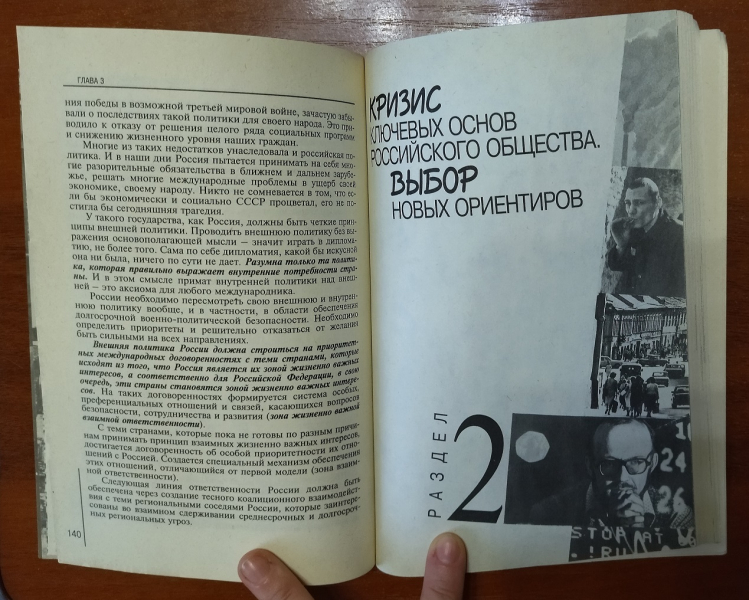 ГЛАВА 3
ния победы в возможной третьей мировой войне, зачастую забы-
вали о последствиях такой политики для своего народа. Это при-
водило к отказу от решения целого ряда социальных программ
и снижению жизненного уровня наших граждан.
Многие из таких недостатков унаследовала и российская по-
литика. И в наши дни Россия пытается принимать на себя мно-
гие разорительные обязательства в ближнем и дальнем зарубе-
жье, решать многие международные проблемы в ущерб своей
экономике, своему народу. Никто не сомневается в том, что ес-
ли бы экономически и социально СССР процветал, его не по-
стигла бы сегодняшняя трагедия.
У такого государства, как Россия, должны быть четкие прин-
ципы внешней политики. Проводить внешнюю политику без вы-
ражения основополагающей мысли – значит играть в диплома-
тию, не более того. Сама по себе дипломатия, какой бы искусной
она ни была, ничего по сути не дает. Разумна только та полити-
ка, которая правильно выражает внутренние потребности стра-
ны. И в этом смысле примат внутренней политики над внеш-
ней – это аксиома для любого международника.
России необходимо пересмотреть свою внешнюю и внутрен-
нюю политику вообще, и в частности, в области обеспечения
долгосрочной военно-политической безопасности. Необходимо
определить приоритеты и решительно отказаться от желания
быть сильными на всех направлениях.
Внешняя политика России должна строиться на приоритет-
ных международных договоренностях с теми странами, которые
исходят из того, что Россия является их зоной жизненно важных
интересов, а соответственно для Российской Федерации, в свою
очередь, эти страны становятся зоной жизненно важных интере-
сов. На таких договоренностях формируется система особых,
преференциальных отношений и связей, касающихся вопросов
безопасности, сотрудничества и развития (зона жизненно важной
взаимной ответственности).
С теми странами, которые пока не готовы по разным причи-
нам принимать принцип взаимных жизненно важных интересов,
достигается договоренность об особой приоритетности их отно-
шений с Россией. Создается специальный механизм обеспечения
этих отношений, отличающийся от первой модели (зона взаим-
ной ответственности).
Следующая линия ответственности России должна быть
обеспечена через создание тесного коалиционного взаимодейст-
вия с теми региональными соседями России, которые заинтере-
сованы во взаимном сдерживании среднесрочных и долгосроч-
ных региональных угроз.
140
КРИЗИС
КЛЮЧЕВЫХ ОСНОВ
РОССИЙСКОГО ОБЩЕСТВА.
ВЫБОР
НОВЫХ ОРИЕНТИРОВ
РАЗДЕЛ
2
24
26
STOP AT
!RU